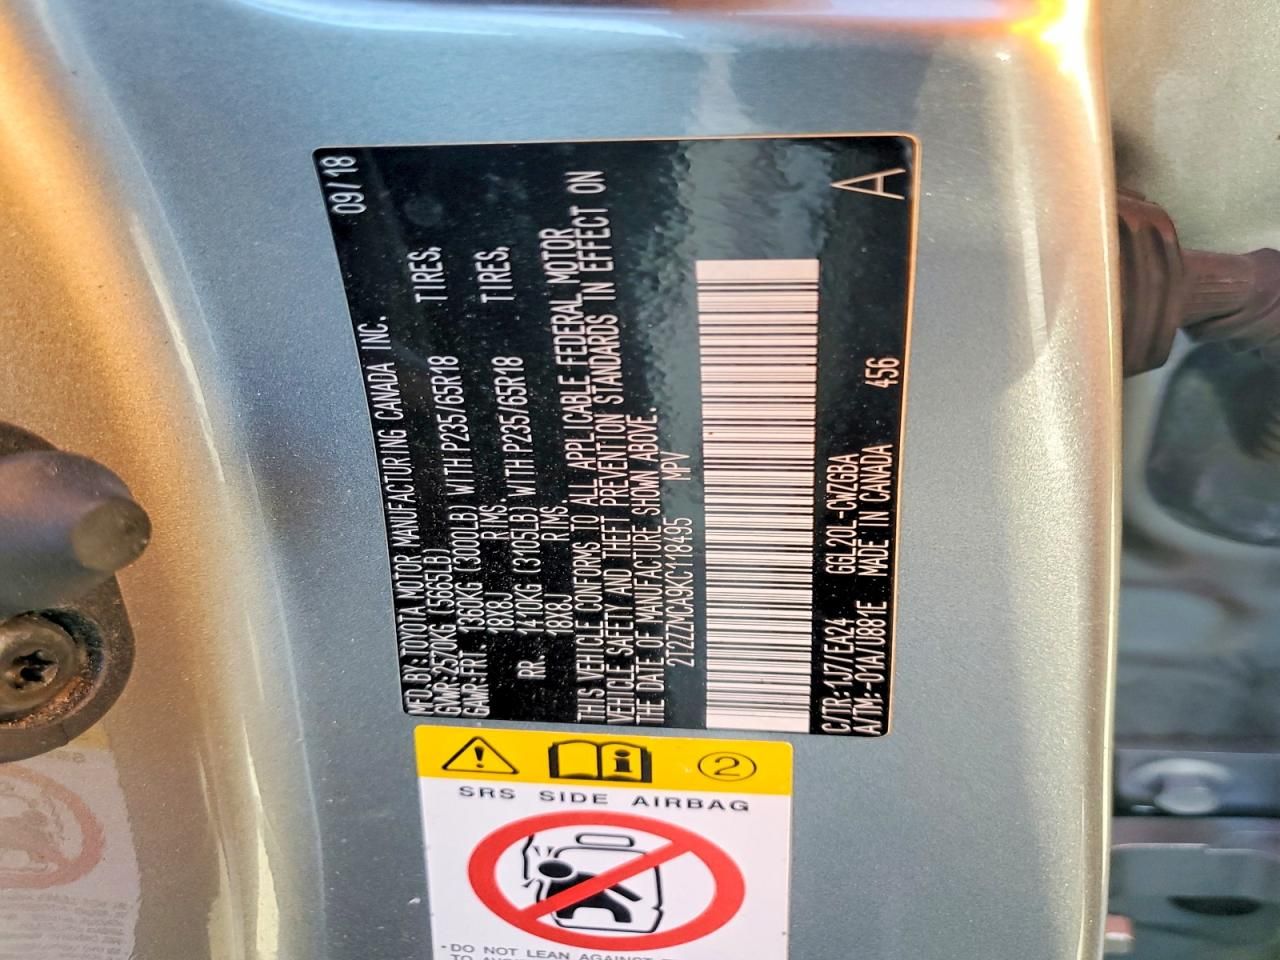 MFD.BY:TOYOTA MOTOR MANUFACTURING CANADA INC. 09/18
GVWR:2570KG(5665LB)
GAWR:FRT 1360KG (3000LB) WITH P235/65R18 TIRES,
18X8J RIMS.
RR. 1410KG (3105LB) WITH P235/65R18 TIRES,
18X8J RIMS.
THIS VEHICLE CONFORMS TO ALL APPLICABLE FEDERAL MOTOR
VEHICLE SAFETY AND THEFT PREVENTION STANDARDS IN EFFECT ON
THE DATE OF MANUFACTURE SHOWN ABOVE.
2T2ZZMCA9KC118495 MPV
C/TR:1J7/EA24 GGL20L-CWZGBA
A/TM:-01A/U881E MADE IN CANADA 456 A
2
SRS SIDE AIRBAG
-DO NOT LEAN AGAINST